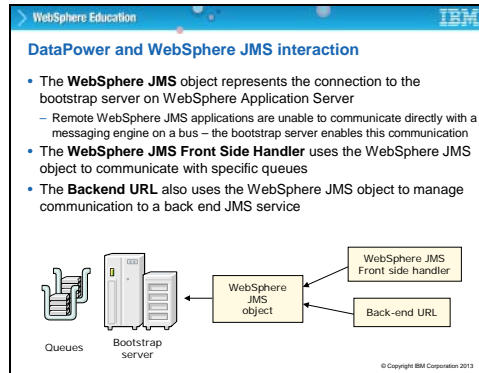 WebSphere Education
IBM
DataPower and WebSphere JMS interaction
• The WebSphere JMS object represents the connection to the
bootstrap server on WebSphere Application Server
– Remote WebSphere JMS applications are unable to communicate directly with a
messaging engine on a bus – the bootstrap server enables this communication
• The WebSphere JMS Front Side Handler uses the WebSphere JMS
object to communicate with specific queues
• The Backend URL also uses the WebSphere JMS object to manage
communication to a back end JMS service
WebSphere JMS
Front side handler
WebSphere
JMS
object
Back-end URL
Queues
Bootstrap
server
© Copyright IBM Corporation 2013